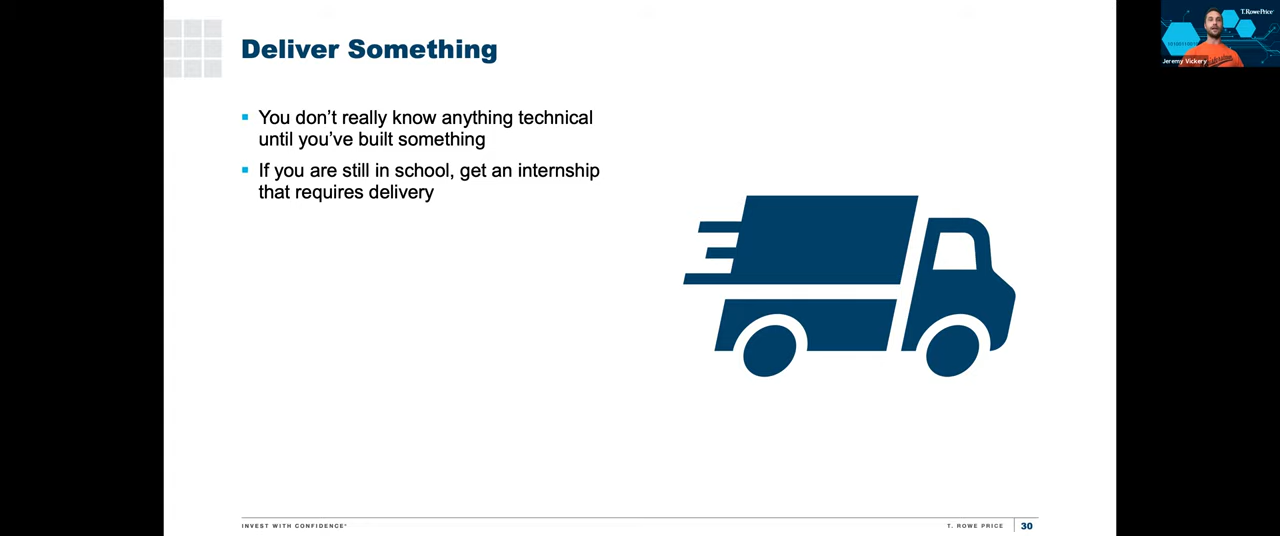 Deliver Something
You don't really know anything technical
until you've built something
If you are still in school, get an internship
that requires delivery
INVEST WITH CONFIDENCE®
T. ROWE PRICE
30
T.RowePrice
Jeremy Vickery